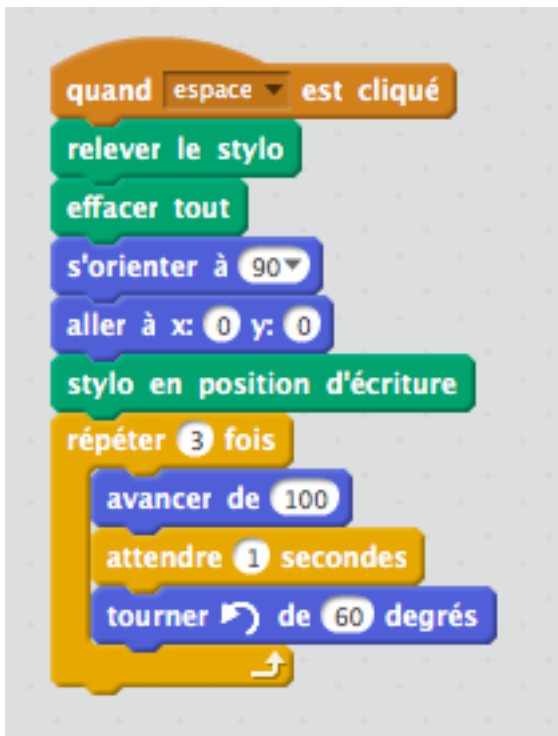 quand espace est cliqué
relever le stylo
effacer tout
s'orienter à 90
aller à x: 0 y: 0
stylo en position d'écriture
répéter 3 fois
avancer de 100
attendre 1 secondes
tourner de 60 degrés